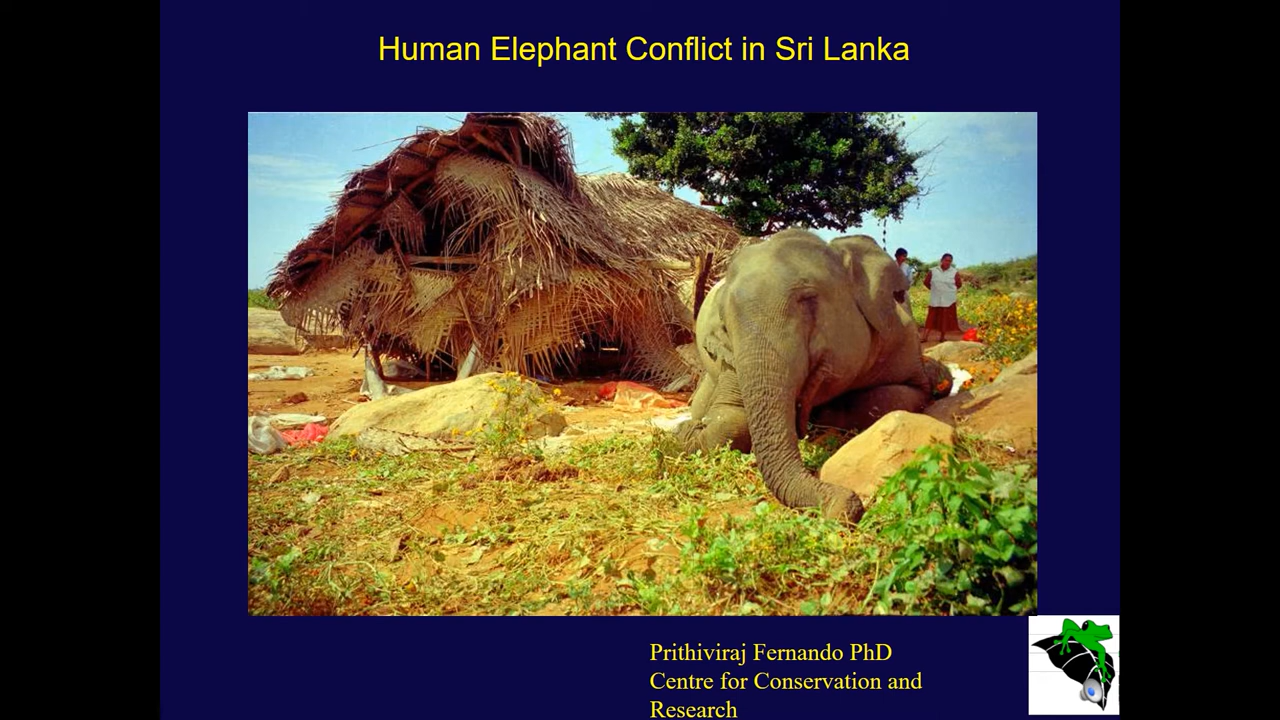 Human Elephant Conflict in Sri Lanka
Prithiviraj Fernando PhD
Centre for Conservation and
Research